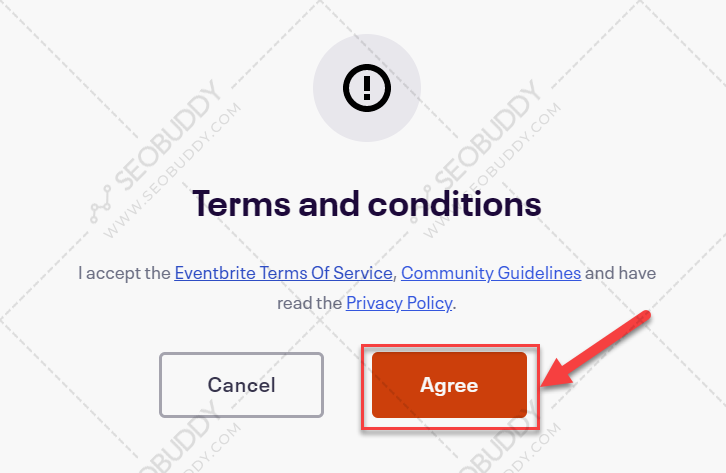 SEOBUDDY
WWW.SEOBUDDY.COM
SEOBUDDY
WWW.SEOBUDDY.COM
Terms and conditions
I accept the Eventbrite Terms Of Service, Community Guidelines and have
read the Privacy Policy.
Cancel
Agree
SEOBUDDY
WWW.SEOBUDDY.COM
SEOBUDDY
WWW.SEOBUDDY.COM